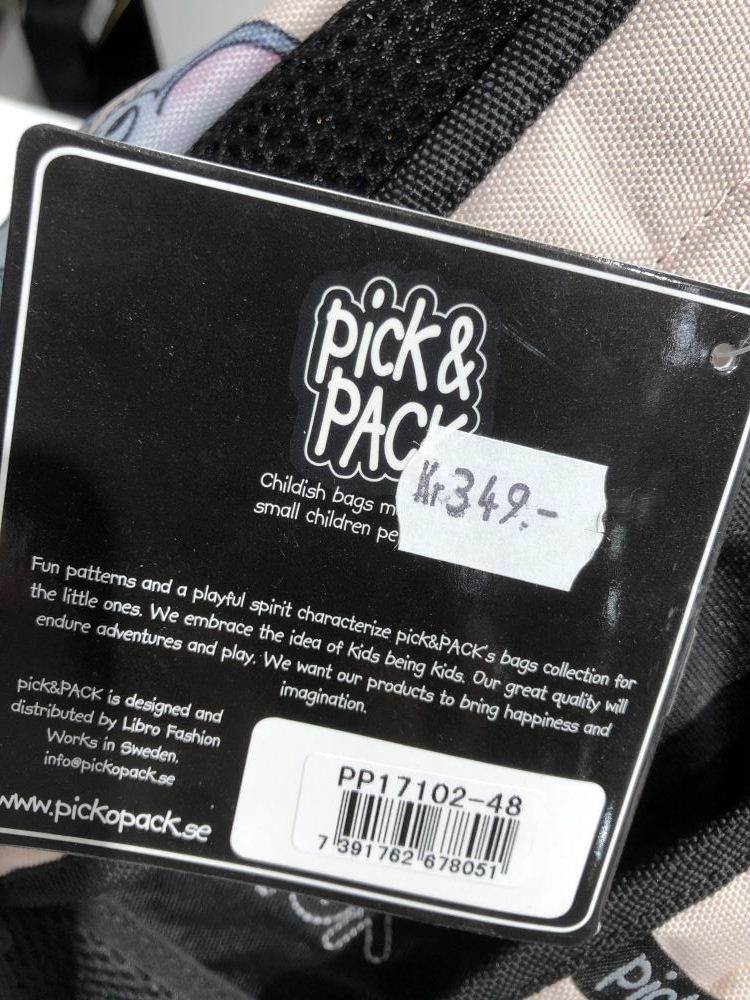 pick &
PACK
Kr 349.-
Childish bags
small children
Fun patterns and a playful spirit characterize pick&PACK's bags collection for
the little ones. We embrace the idea of kids being kids. Our great quality will
endure adventures and play. We want our products to bring happiness and
imagination.
pick&PACK is designed and
distributed by Libro Fashion
Works in Sweden.
info@pickopack.se
www.pickopack.se
PP17102-48
7 391762 678051